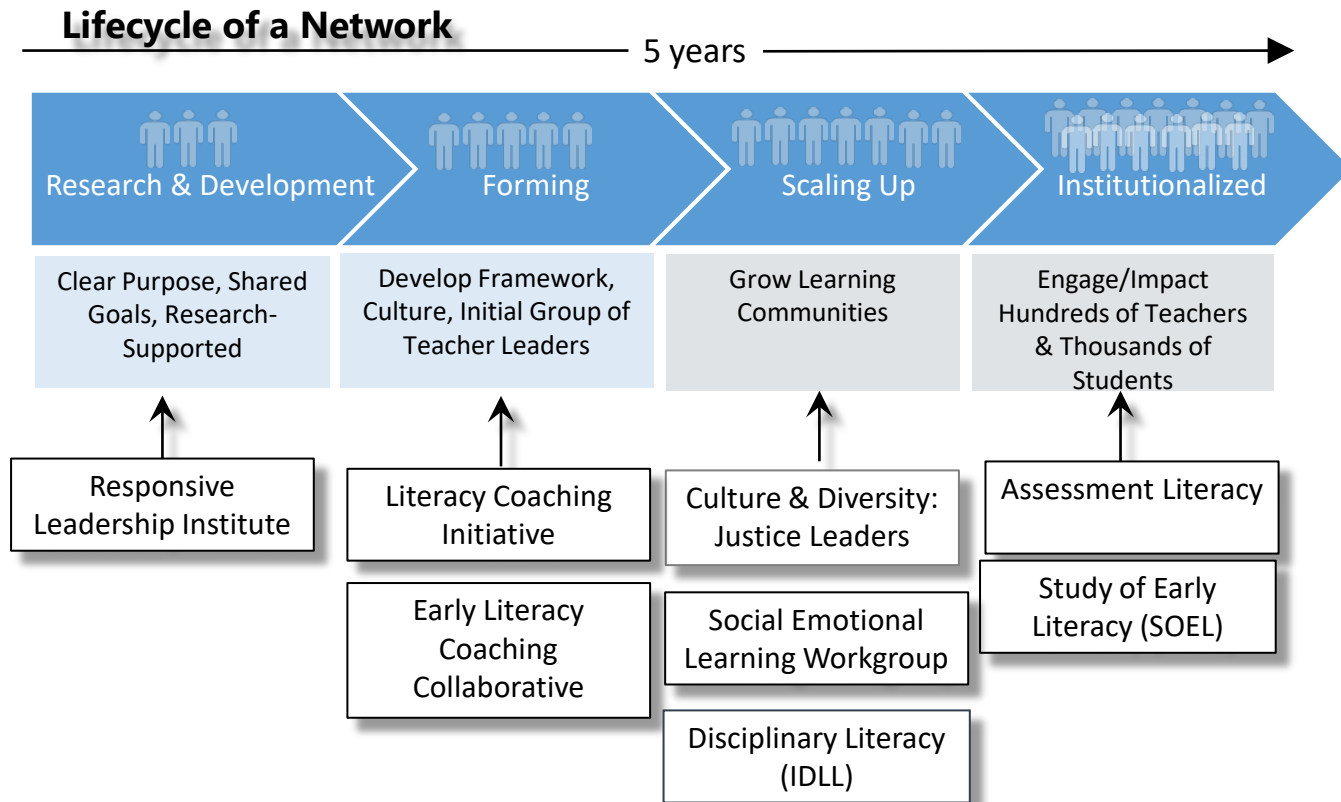 Lifecycle of a Network
5 years
Research & Development
Forming
Scaling Up
Institutionalized
Clear Purpose, Shared
Goals, Research-
Supported
Develop Framework,
Culture, Initial Group of
Teacher Leaders
Grow Learning
Communities
Engage/Impact
Hundreds of Teachers
& Thousands of
Students
Responsive
Leadership Institute
Literacy Coaching
Initiative
Early Literacy
Coaching
Collaborative
Culture & Diversity:
Justice Leaders
Social Emotional
Learning Workgroup
Disciplinary Literacy
(IDLL)
Assessment Literacy
Study of Early
Literacy (SOEL)